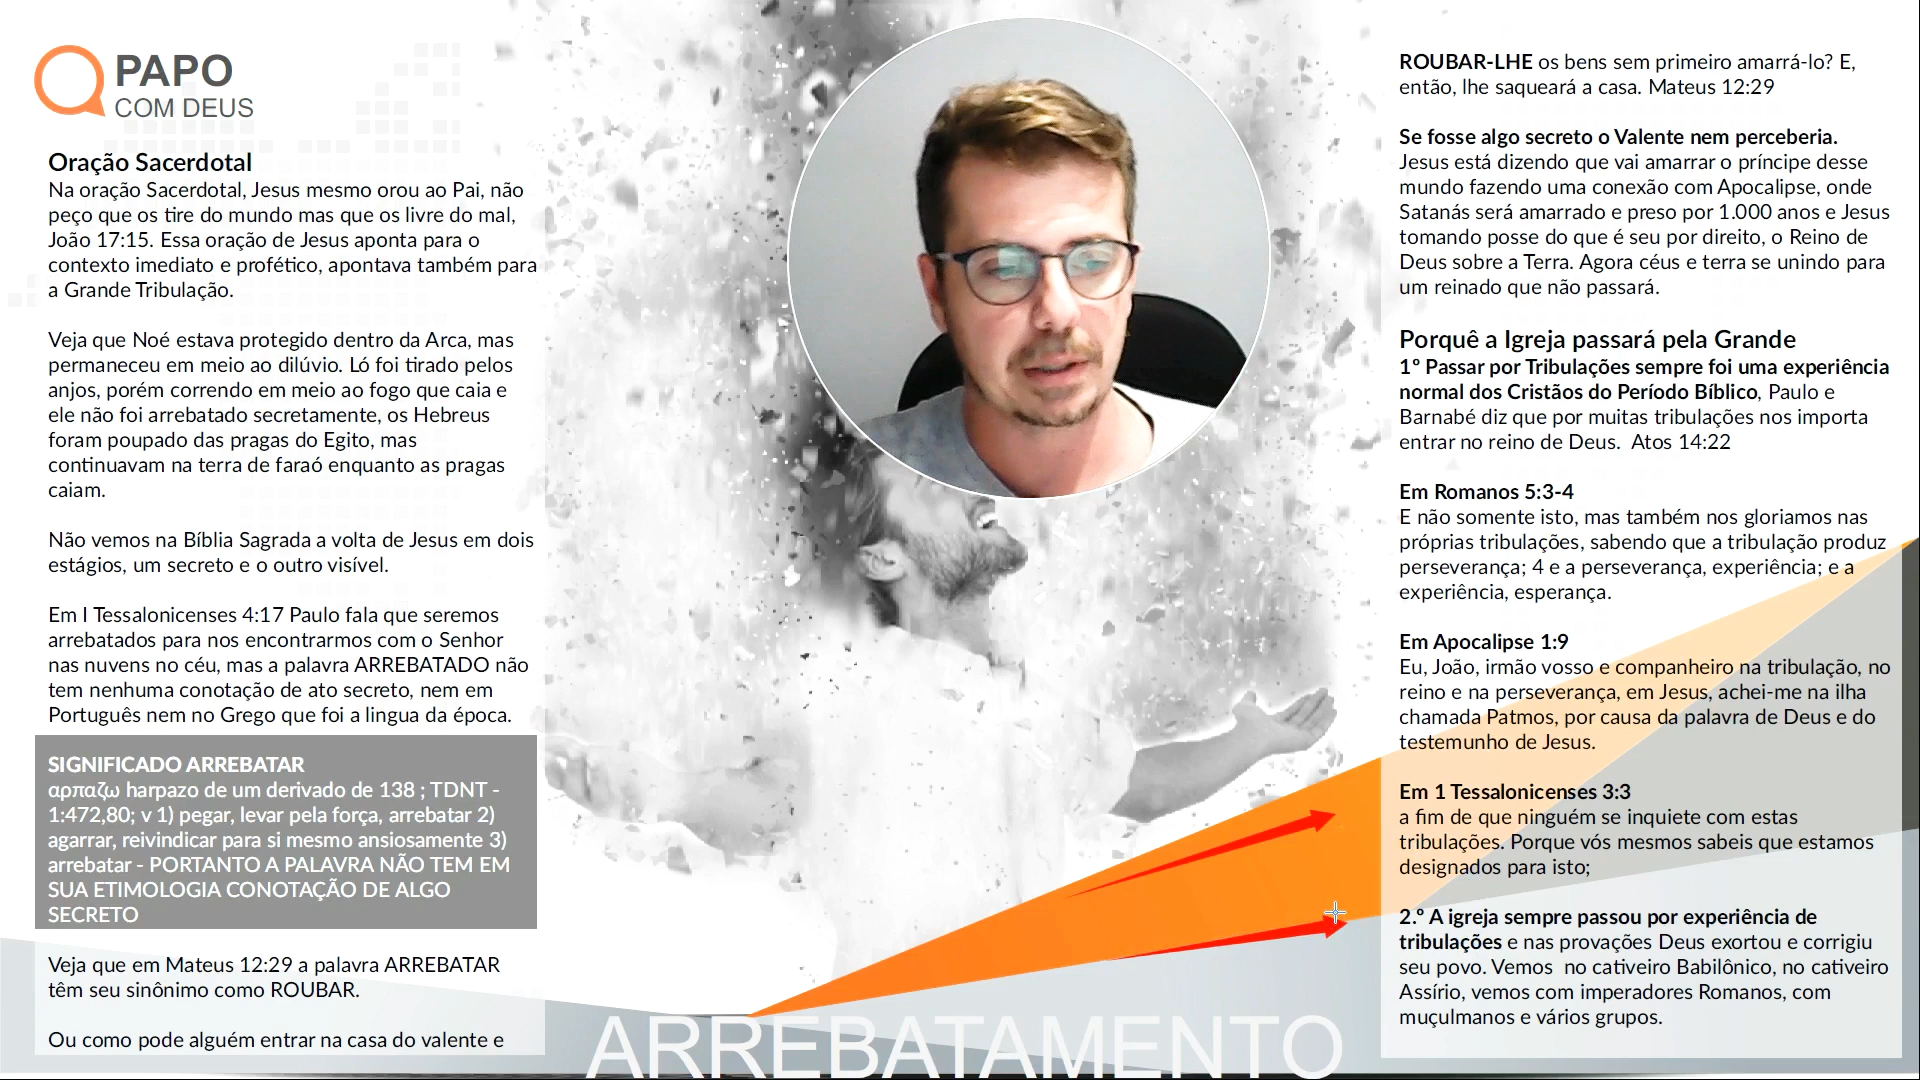 PAPO
COM DEUS
Oração Sacerdotal
Na oração Sacerdotal, Jesus mesmo orou ao Pai, não
peço que os tire do mundo mas que os livre do mal,
João 17:15. Essa oração de Jesus aponta para o
contexto imediato e profético, apontava também para
a Grande Tribulação.
Veja que Noé estava protegido dentro da Arca, mas
permaneceu em meio ao dilúvio. Ló foi tirado pelos
anjos, porém correndo em meio ao fogo que caia e
ele não foi arrebatado secretamente, os Hebreus
foram poupado das pragas do Egito, mas
continuavam na terra de faraó enquanto as pragas
caiam.
Não vemos na Bíblia Sagrada a volta de Jesus em dois
estágios, um secreto e o outro visível.
Em I Tessalonicenses 4:17 Paulo fala que seremos
arrebatados para nos encontrarmos com o Senhor
nas nuvens no céu, mas a palavra ARREBATADO não
tem nenhuma conotação de ato secreto, nem em
Português nem no Grego que foi a lingua da época.
SIGNIFICADO ARREBATAR
αρπαζω harpazo de um derivado de 138 ; TDNT -
1:472,80; v 1) pegar, levar pela força, arrebatar 2)
agarrar, reivindicar para si mesmo ansiosamente 3)
arrebatar - PORTANTO A PALAVRA NÃO TEM EM
SUA ETIMOLOGIA CONOTAÇÃO DE ALGO
SECRETO
Veja que em Mateus 12:29 a palavra ARREBATAR
têm seu sinônimo como ROUBAR.
Ou como pode alguém entrar na casa do valente e
ROUBAR-LHE os bens sem primeiro amarrá-lo? E,
então, lhe saqueará a casa. Mateus 12:29
Se fosse algo secreto o Valente nem perceberia.
Jesus está dizendo que vai amarrar o príncipe desse
mundo fazendo uma conexão com Apocalipse, onde
Satanás será amarrado e preso por 1.000 anos e Jesus
tomando posse do que é seu por direito, o Reino de
Deus sobre a Terra. Agora céus e terra se unindo para
um reinado que não passará.
Porquê a Igreja passará pela Grande
1º Passar por Tribulações sempre foi uma experiência
normal dos Cristãos do Período Bíblico, Paulo e
Barnabé diz que por muitas tribulações nos importa
entrar no reino de Deus.  Atos 14:22
Em Romanos 5:3-4
E não somente isto, mas também nos gloriamos nas
próprias tribulações, sabendo que a tribulação produz
perseverança; 4 e a perseverança, experiência; e a
experiência, esperança.
Em Apocalipse 1:9
Eu, João, irmão vosso e companheiro na tribulação, no
reino e na perseverança, em Jesus, achei-me na ilha
chamada Patmos, por causa da palavra de Deus e do
testemunho de Jesus.
Em 1 Tessalonicenses 3:3
a fim de que ninguém se inquiete com estas
tribulações. Porque vós mesmos sabeis que estamos
designados para isto;
2.º A igreja sempre passou por experiência de
tribulações e nas provações Deus exortou e corrigiu
seu povo. Vemos  no cativeiro Babilônico, no cativeiro
Assírio, vemos com imperadores Romanos, com
muçulmanos e vários grupos.
ARREBATAMENTO